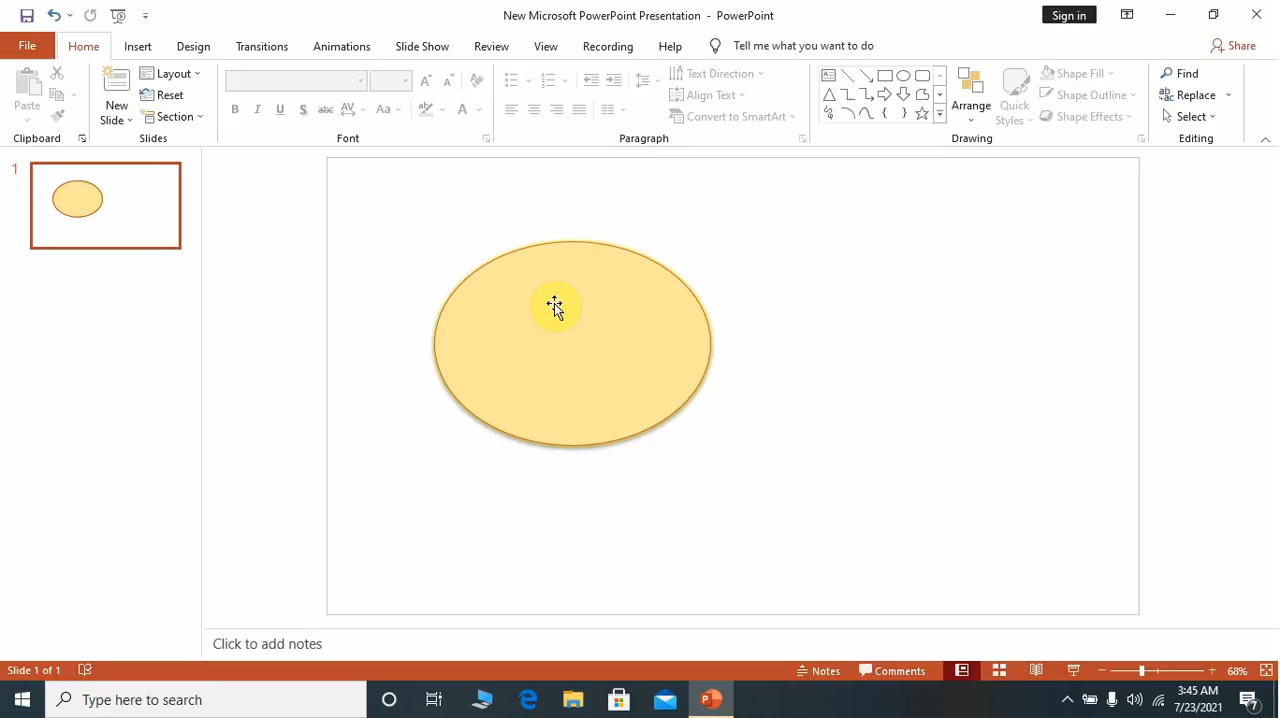 New Microsoft PowerPoint Presentation - PowerPoint
Sign in
File
Home
Insert
Design
Transitions
Animations
Slide Show
Review
View
Recording
Help
Tell me what you want to do
Share
Paste
New
Slide
Layout
Reset
Section
B
I
U
S
abc
AV
Aa
A
Text Direction
Align Text
Convert to SmartArt
Arrange
Quick
Styles
Shape Fill
Shape Outline
Shape Effects
Find
Replace
Select
Clipboard
Slides
Font
Paragraph
Drawing
Editing
1
Click to add notes
Slide 1 of 1
Notes
Comments
68%
Type here to search
3:45 AM
7/23/2021
7